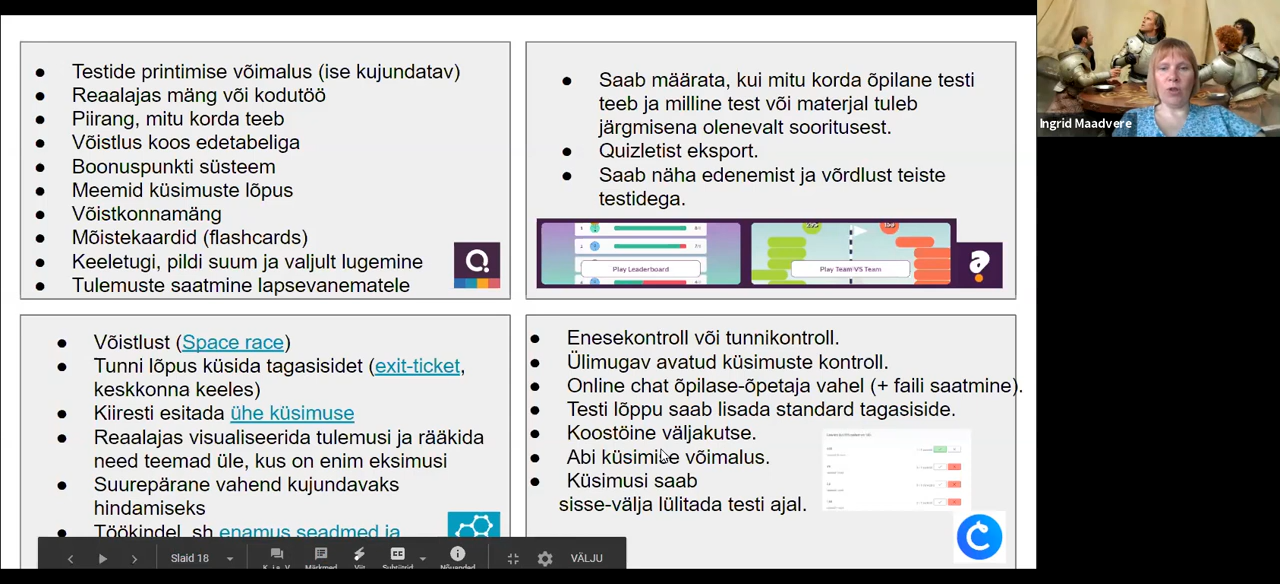 Testide printimise võimalus (ise kujundatav)
Reaalajas mäng või kodutöö
Piirang, mitu korda teeb
Võistlus koos edetabeliga
Boonuspunkti süsteem
Meemid küsimuste lõpus
Võistkonnamäng
Mõistekaardid (flashcards)
Keeletugi, pildi suum ja valjult lugemine
Tulemuste saatmine lapsevanematele
Saab määrata, kui mitu korda õpilane testi
teeb ja milline test või materjal tuleb
järgmisena olenevalt sooritusest.
Quizletist eksport.
Saab näha edenemist ja võrdlust teiste
testidega.
Play Leaderboard
Play Team VS Team
Võistlust (Space race)
Tunni lõpus küsida tagasisidet (exit-ticket,
keskkonna keeles)
Kiiresti esitada ühe küsimuse
Reaalajas visualiseerida tulemusi ja rääkida
need teemad üle, kus on enim eksimusi
Suurepärane vahend kujundavaks
hindamiseks
Töökindel, sh enamus seadmed ja
Enesekontroll või tunnikontroll.
Ülimugav avatud küsimuste kontroll.
Online chat õpilase-õpetaja vahel (+ faili saatmine).
Testi lõppu saab lisada standard tagasiside.
Koostöine väljakutse.
Abi küsimise võimalus.
Küsimusi saab
sisse-välja lülitada testi ajal.
Slaid 18
VÄLJU
Ingrid Maadvere